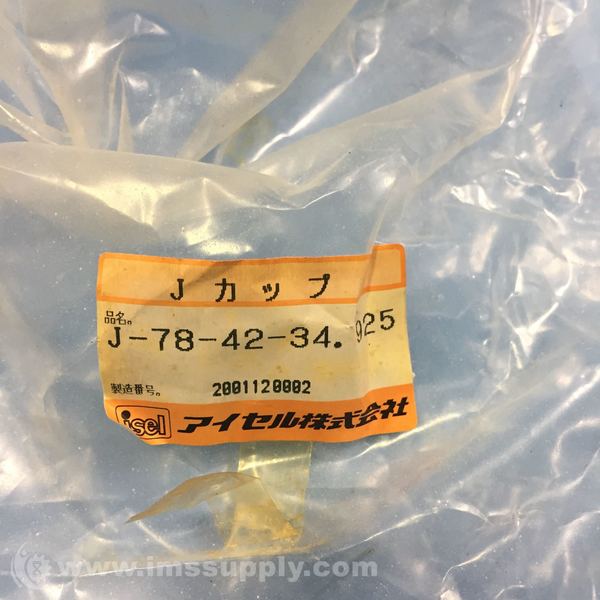 J カップ
品名。
J-78-42-34.925
製造番号。
2001120002
isel アイセル株式会社
www.imssupply.com